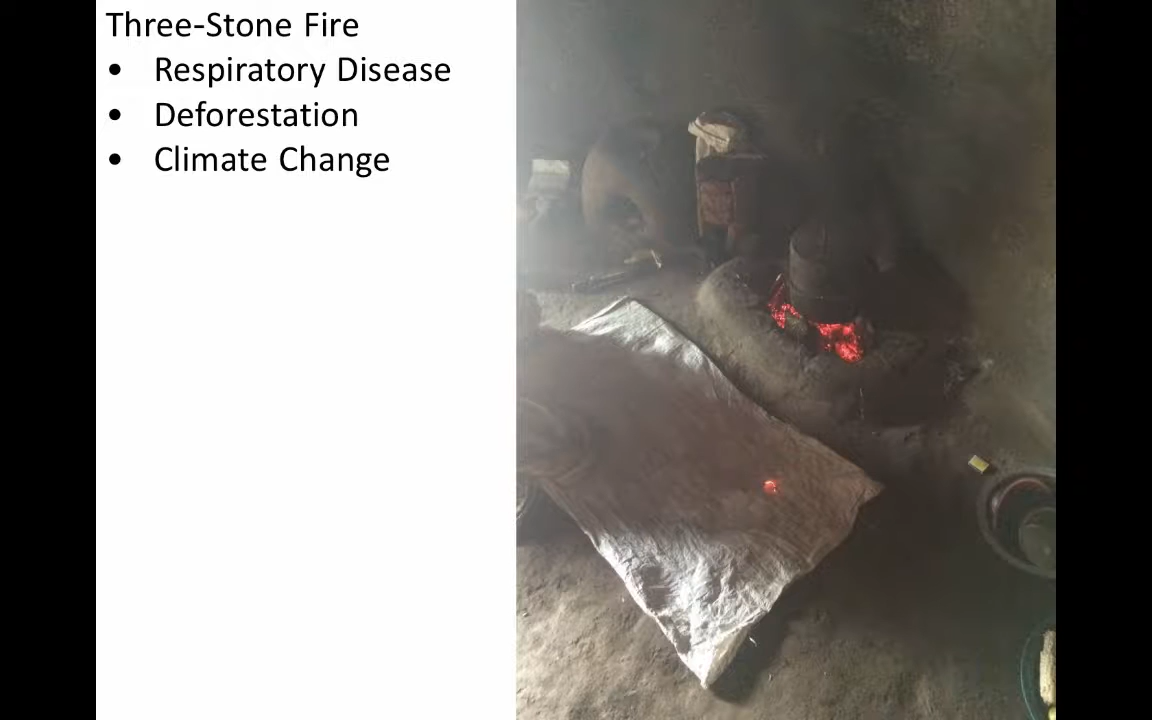 Three-Stone Fire
• Respiratory Disease
• Deforestation
• Climate Change